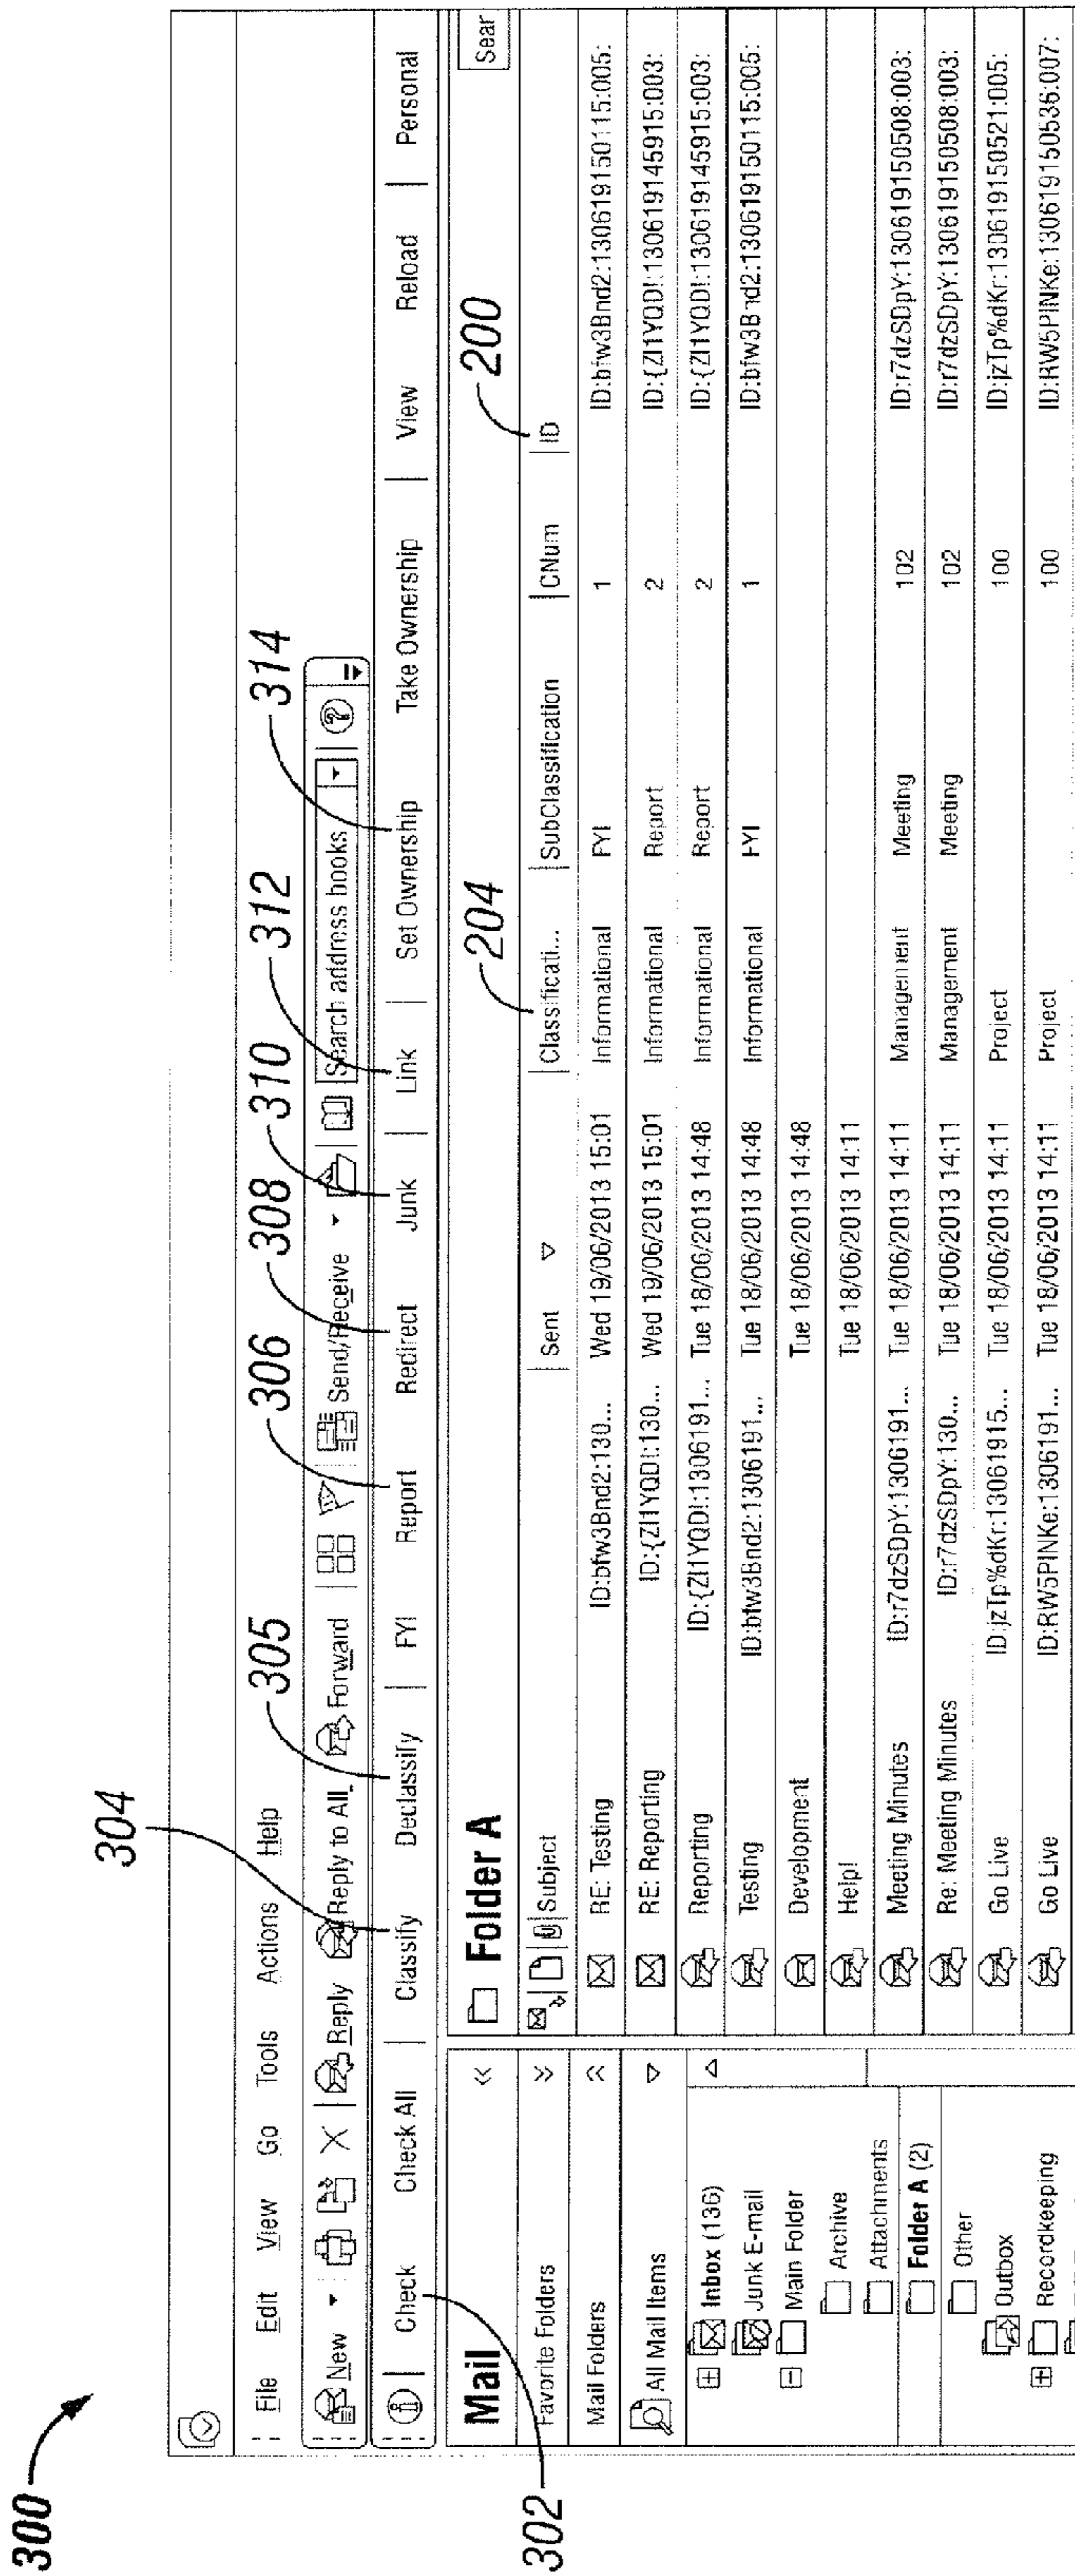 300
304
File Edit View Go Tools Actions Help
305 306 308 310 312 314
New Reply Reply to All Forward Send/Receive Search address books
Check Check All Classify Declassify FYI Report Redirect Junk Link Set Ownership Take Ownership View Reload Personal
302
Mail
Favorite Folders
Mail Folders
All Mail Items
Inbox (136)
Junk E-mail
Main Folder
Archive
Attachments
Folder A (2)
Other
Outbox
Recordkeeping
Folder A Sear
204 200
Subject Sent Classificati... SubClassification CNum ID
RE: Testing ID:bfw3Bnd2:130... Wed 19/06/2013 15:01 Informational FYI 1 ID:bfw3Bnd2:130619150115:005:
RE: Reporting ID:{ZI1YQD!:130... Wed 19/06/2013 15:01 Informational Report 2 ID:{ZI1YQD!:130619145915:003:
Reporting ID:{ZI1YQD!:1306191... Tue 18/06/2013 14:48 Informational Report 2 ID:{ZI1YQD!:130619145915:003:
Testing ID:bfw3Bnd2:1306191... Tue 18/06/2013 14:48 Informational FYI 1 ID:bfw3Bnd2:130619150115:005:
Development Tue 18/06/2013 14:48
Help! Tue 18/06/2013 14:11
Meeting Minutes ID:r7dzSDpY:1306191... Tue 18/06/2013 14:11 Management Meeting 102 ID:r7dzSDpY:130619150508:003:
Re: Meeting Minutes ID:r7dzSDpY:130... Tue 18/06/2013 14:11 Management Meeting 102 ID:r7dzSDpY:130619150508:003:
Go Live ID:jzTp%dKr:13061915... Tue 18/06/2013 14:11 Project 100 ID:jzTp%dKr:130619150521:005:
Go Live ID:RW5PINKe:1306191... Tue 18/06/2013 14:11 Project 100 ID:RW5PINKe:130619150536:007: